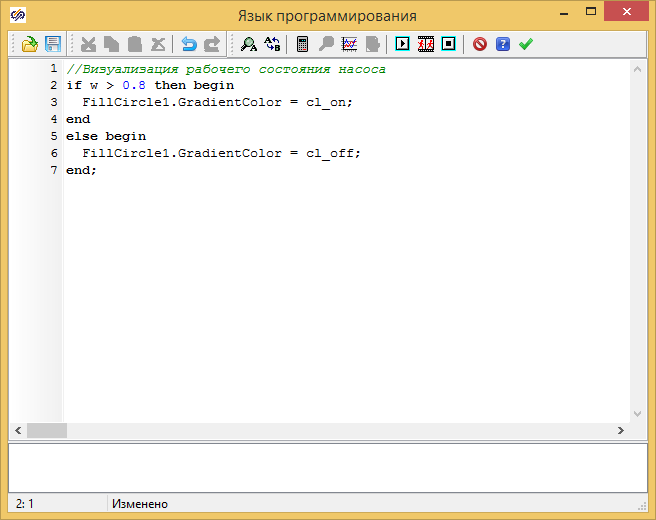 Язык программирования
1 //Визуализация рабочего состояния насоса
2 if w > 0.8 then begin
3 FillCircle1.GradientColor = cl_on;
4 end
5 else begin
6 FillCircle1.GradientColor = cl_off;
7 end;
2: 1 Изменено